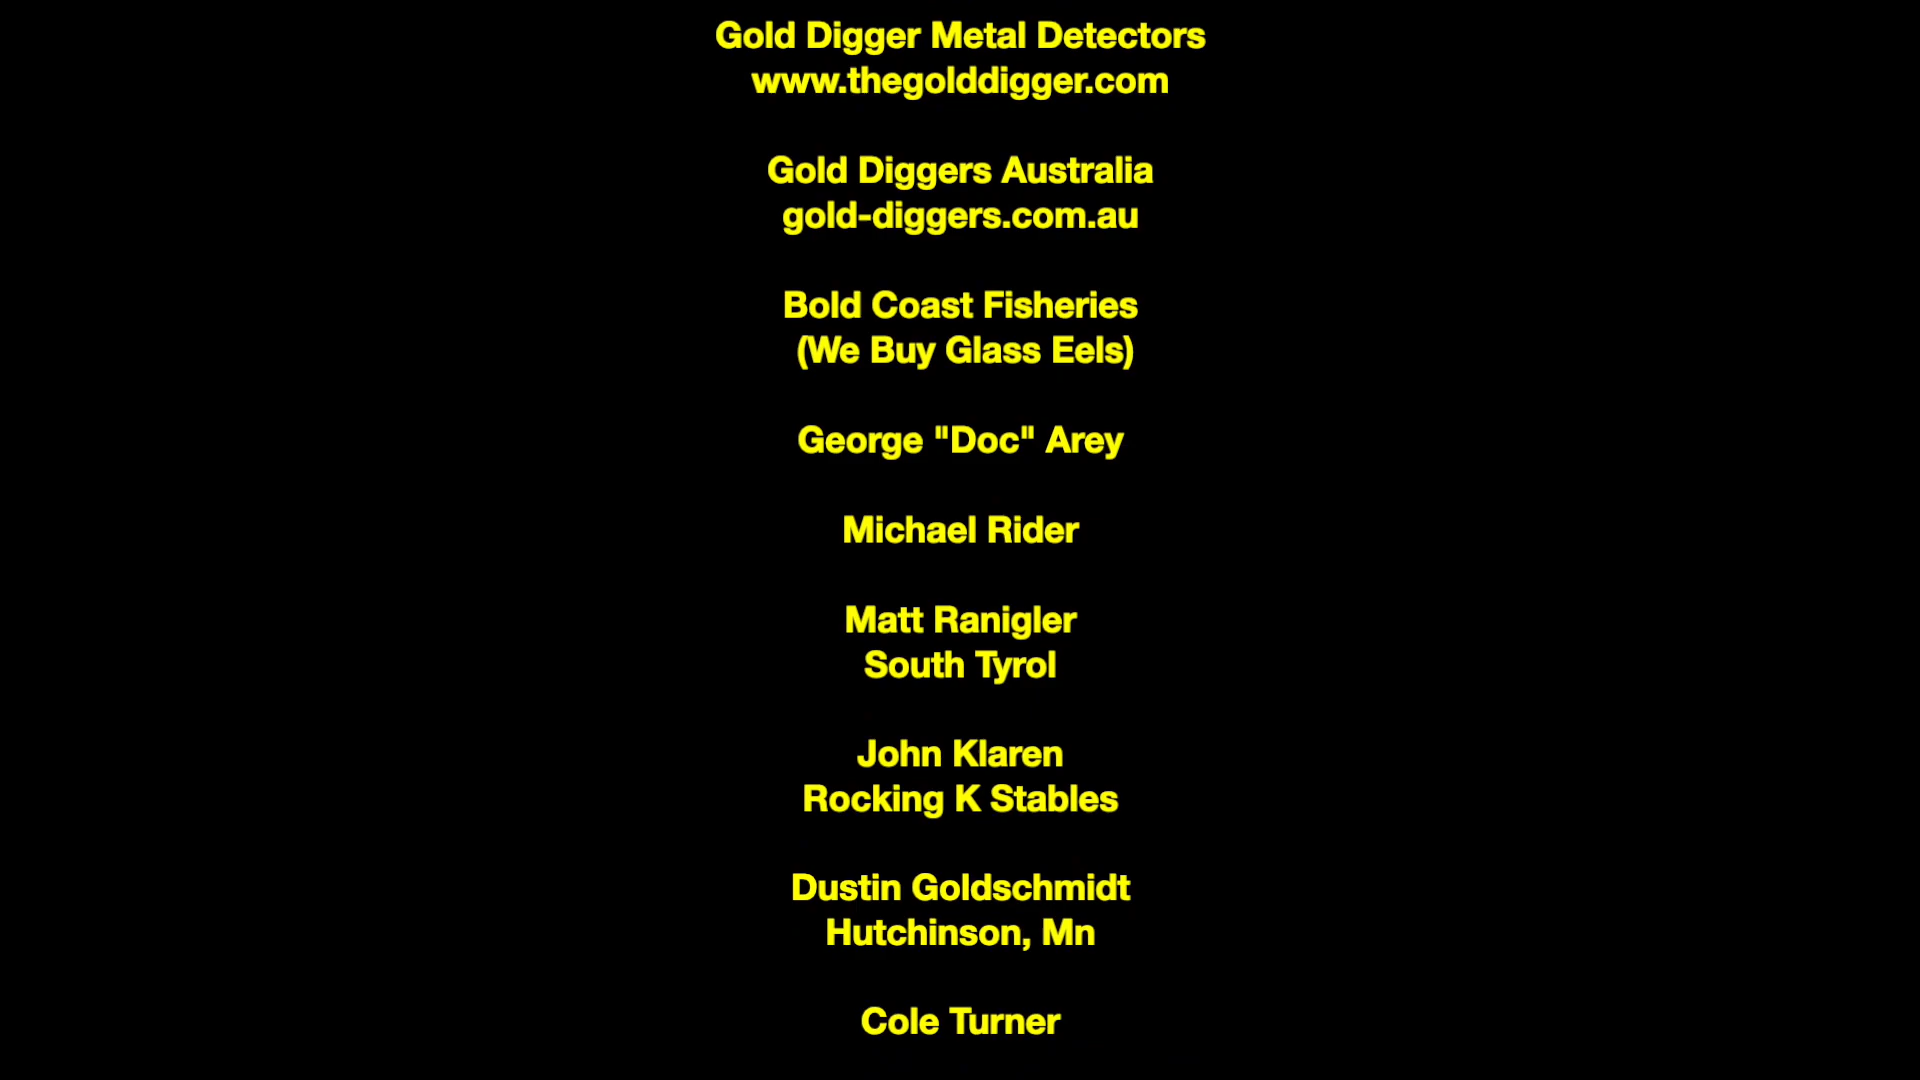 Gold Digger Metal Detectors
www.thegolddigger.com
Gold Diggers Australia
gold-diggers.com.au
Bold Coast Fisheries
(We Buy Glass Eels)
George "Doc" Arey
Michael Rider
Matt Ranigler
South Tyrol
John Klaren
Rocking K Stables
Dustin Goldschmidt
Hutchinson, Mn
Cole Turner